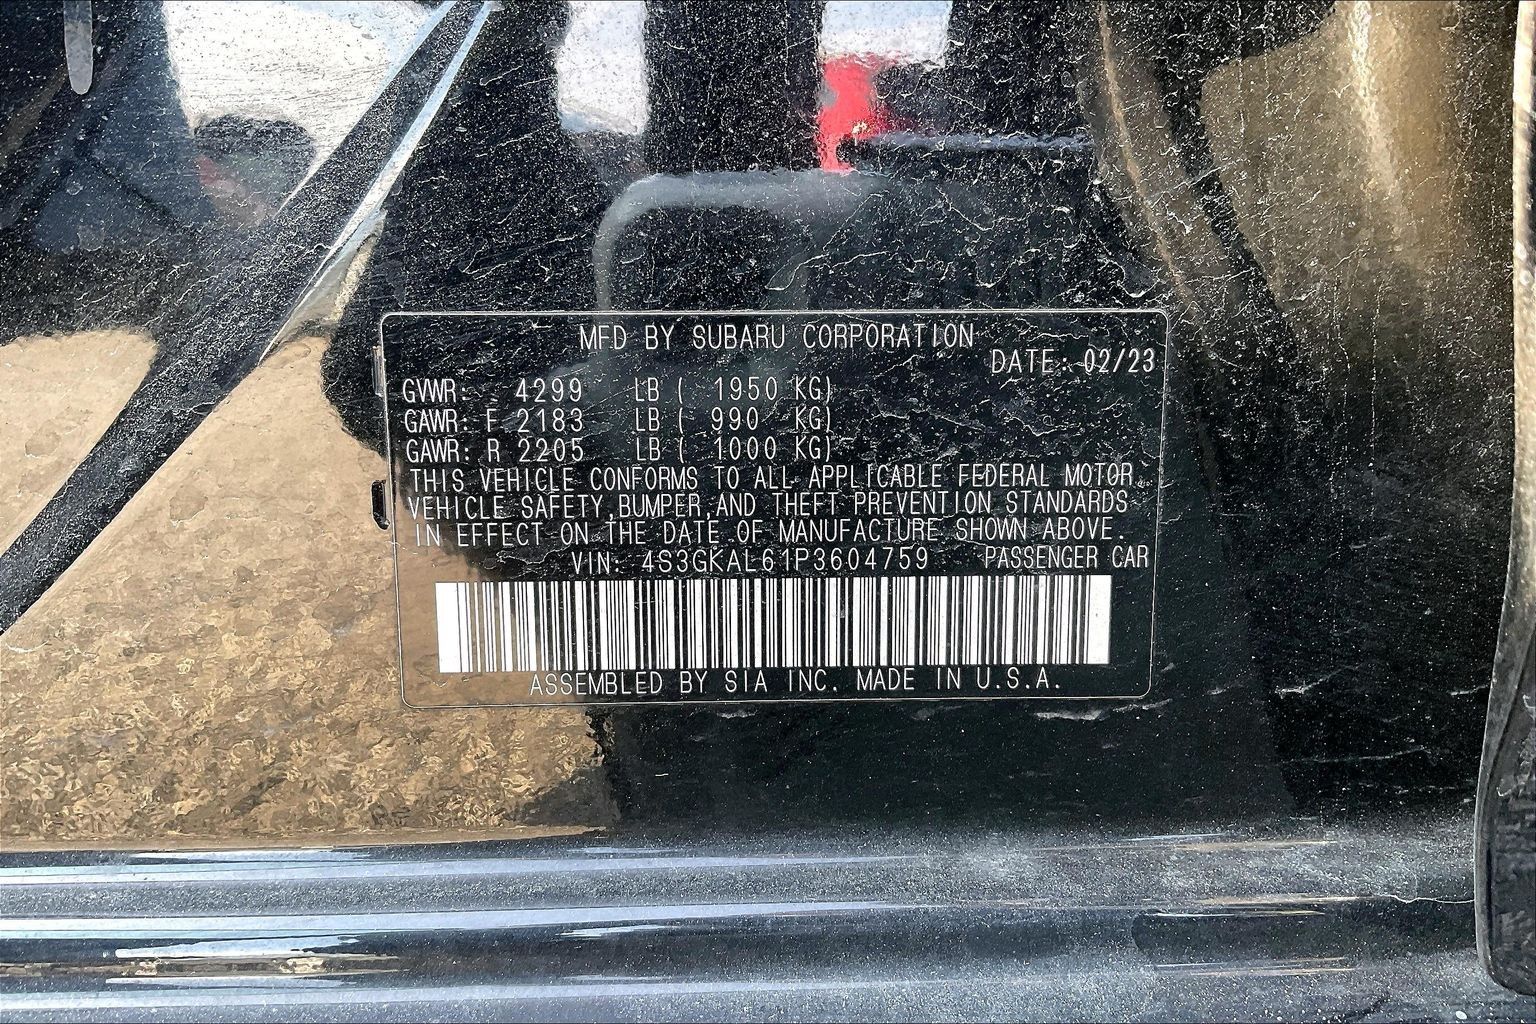 MFD BY SUBARU CORPORATION
DATE: 02/23
GVWR: 4299 LB ( 1950 KG)
GAWR: F 2183 LB ( 990 KG)
GAWR: R 2205 LB ( 1000 KG)
THIS VEHICLE CONFORMS TO ALL APPLICABLE FEDERAL MOTOR
VEHICLE SAFETY,BUMPER,AND THEFT PREVENTION STANDARDS
IN EFFECT ON THE DATE OF MANUFACTURE SHOWN ABOVE.
VIN: 4S3GKAL61P3604759 PASSENGER CAR
ASSEMBLED BY SIA INC. MADE IN U.S.A.